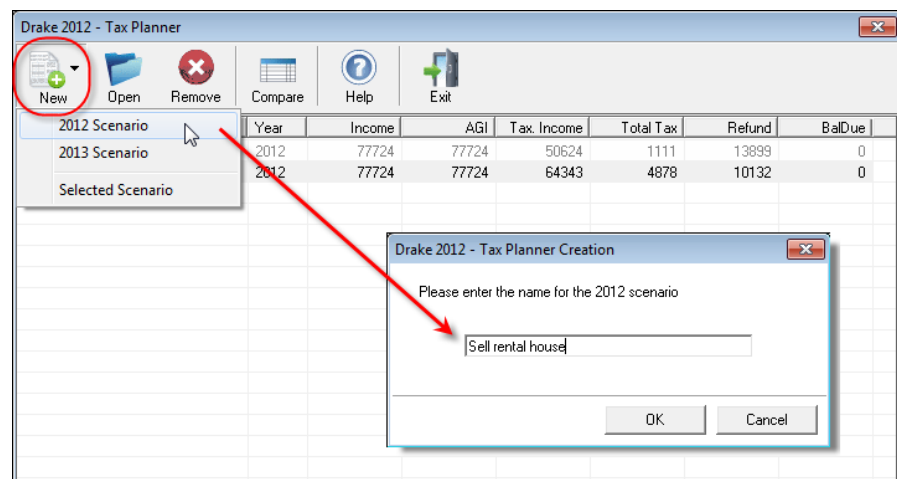 Drake 2012 - Tax Planner
New Open Remove Compare Help Exit
2012 Scenario
2013 Scenario
Selected Scenario
Year Income AGI Tax. Income Total Tax Refund BalDue
2012 77724 77724 50624 1111 13899 0
2012 77724 77724 64343 4878 10132 0
Drake 2012 - Tax Planner Creation
Please enter the name for the 2012 scenario
Sell rental house
OK Cancel